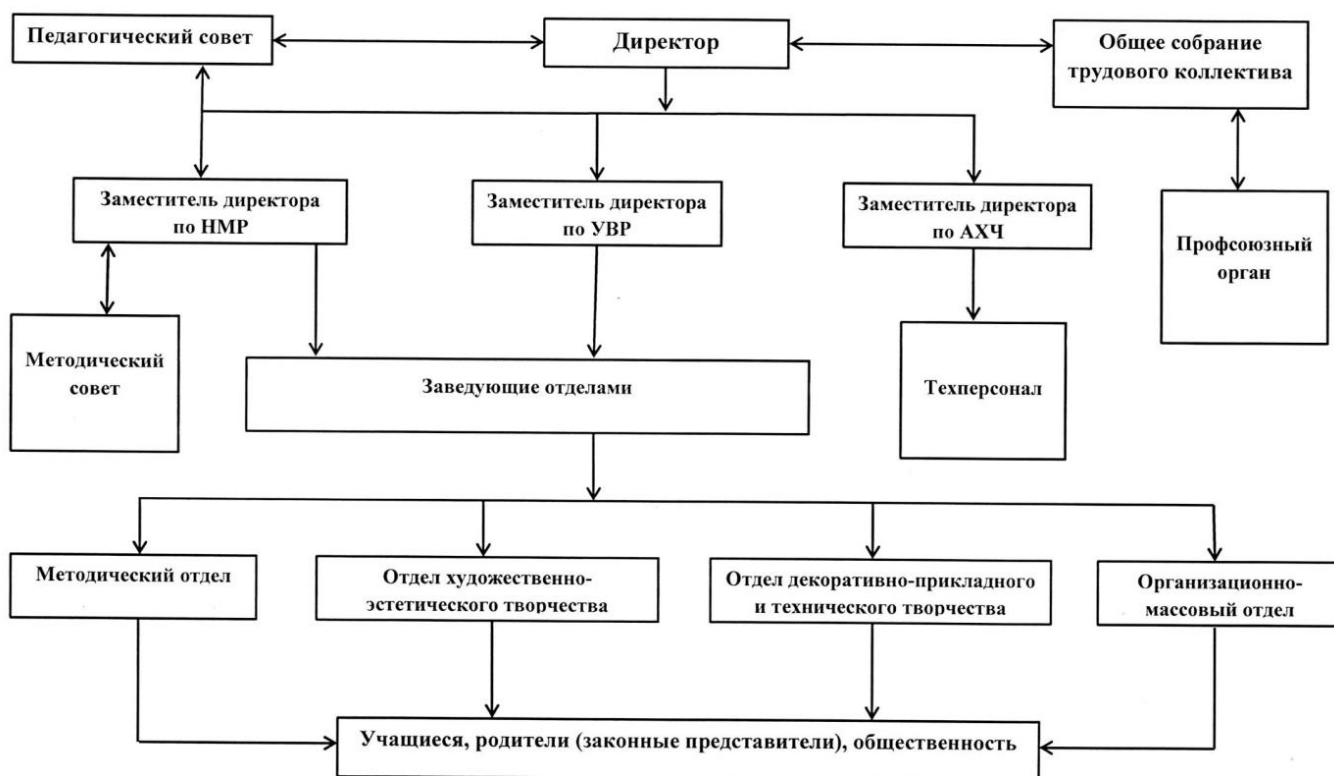 Педагогический совет
Директор
Общее собрание
трудового коллектива
Заместитель директора
по НМР
Заместитель директора
по УВР
Заместитель директора
по АХЧ
Профсоюзный
орган
Методический
совет
Заведующие отделами
Техперсонал
Методический отдел
Отдел художественно-
эстетического творчества
Отдел декоративно-прикладного
и технического творчества
Организационно-
массовый отдел
Учащиеся, родители (законные представители), общественность